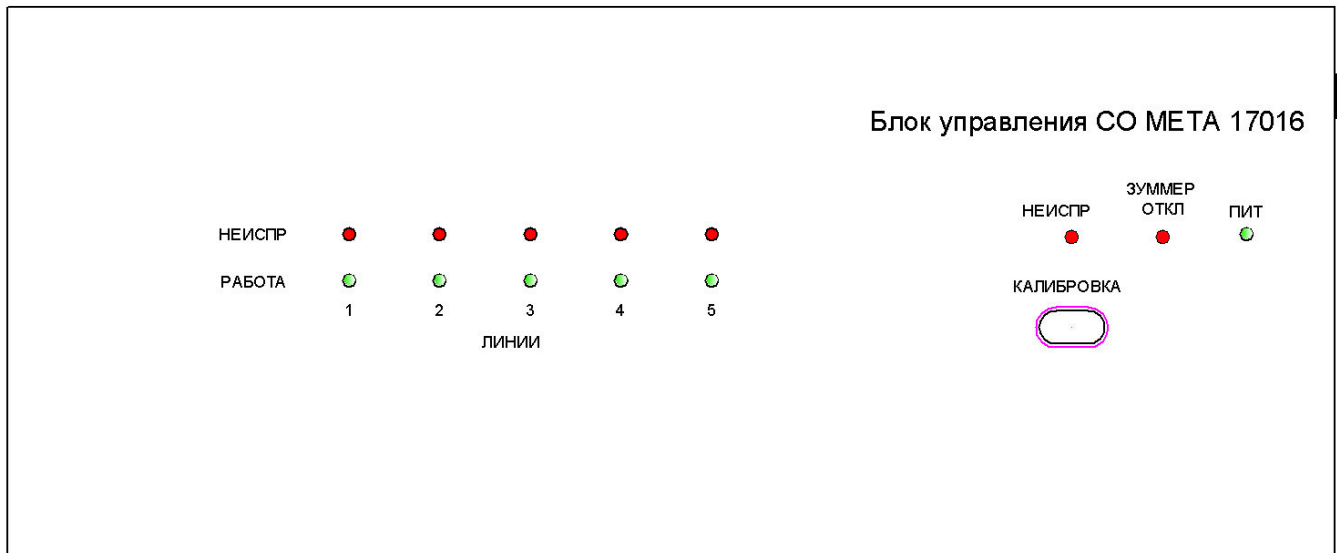 Блок управления СО МЕТА 17016
ЗУММЕР
НЕИСПР ОТКЛ ПИТ
НЕИСПР
РАБОТА
КАЛИБРОВКА
1 2 3 4 5
ЛИНИИ